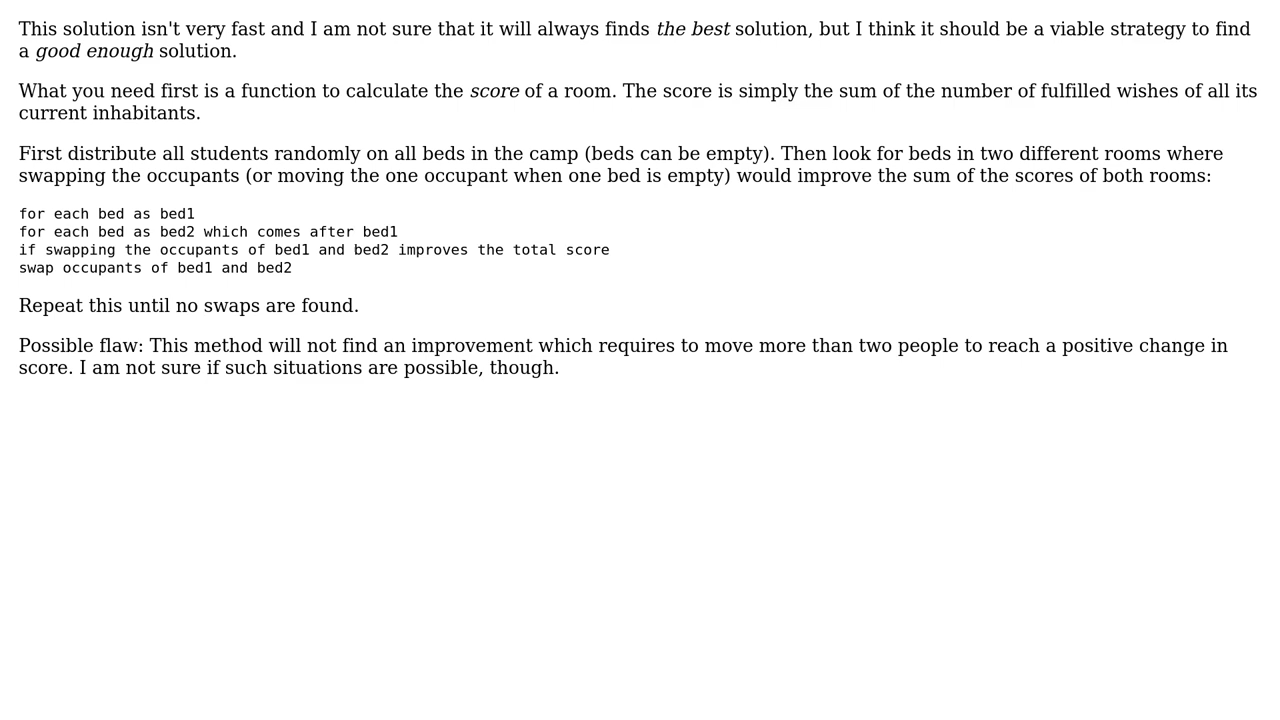 This solution isn't very fast and I am not sure that it will always finds the best solution, but I think it should be a viable strategy to find
a good enough solution.
What you need first is a function to calculate the score of a room. The score is simply the sum of the number of fulfilled wishes of all its
current inhabitants.
First distribute all students randomly on all beds in the camp (beds can be empty). Then look for beds in two different rooms where
swapping the occupants (or moving the one occupant when one bed is empty) would improve the sum of the scores of both rooms:
for each bed as bed1
for each bed as bed2 which comes after bed1
if swapping the occupants of bed1 and bed2 improves the total score
swap occupants of bed1 and bed2
Repeat this until no swaps are found.
Possible flaw: This method will not find an improvement which requires to move more than two people to reach a positive change in
score. I am not sure if such situations are possible, though.